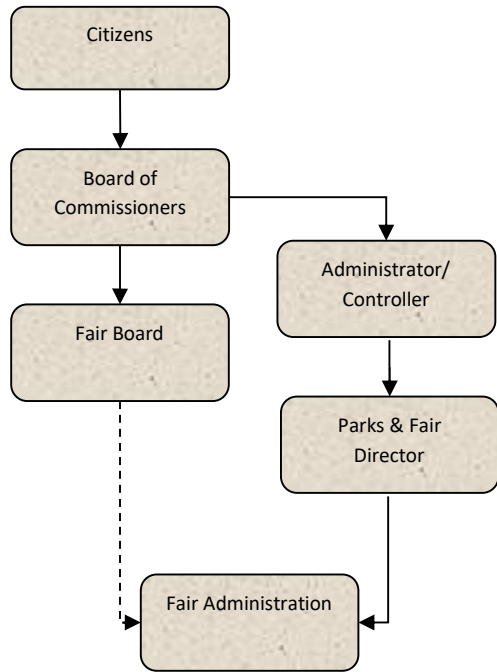 Citizens
Board of
Commissioners
Administrator/
Controller
Fair Board
Parks & Fair
Director
Fair Administration